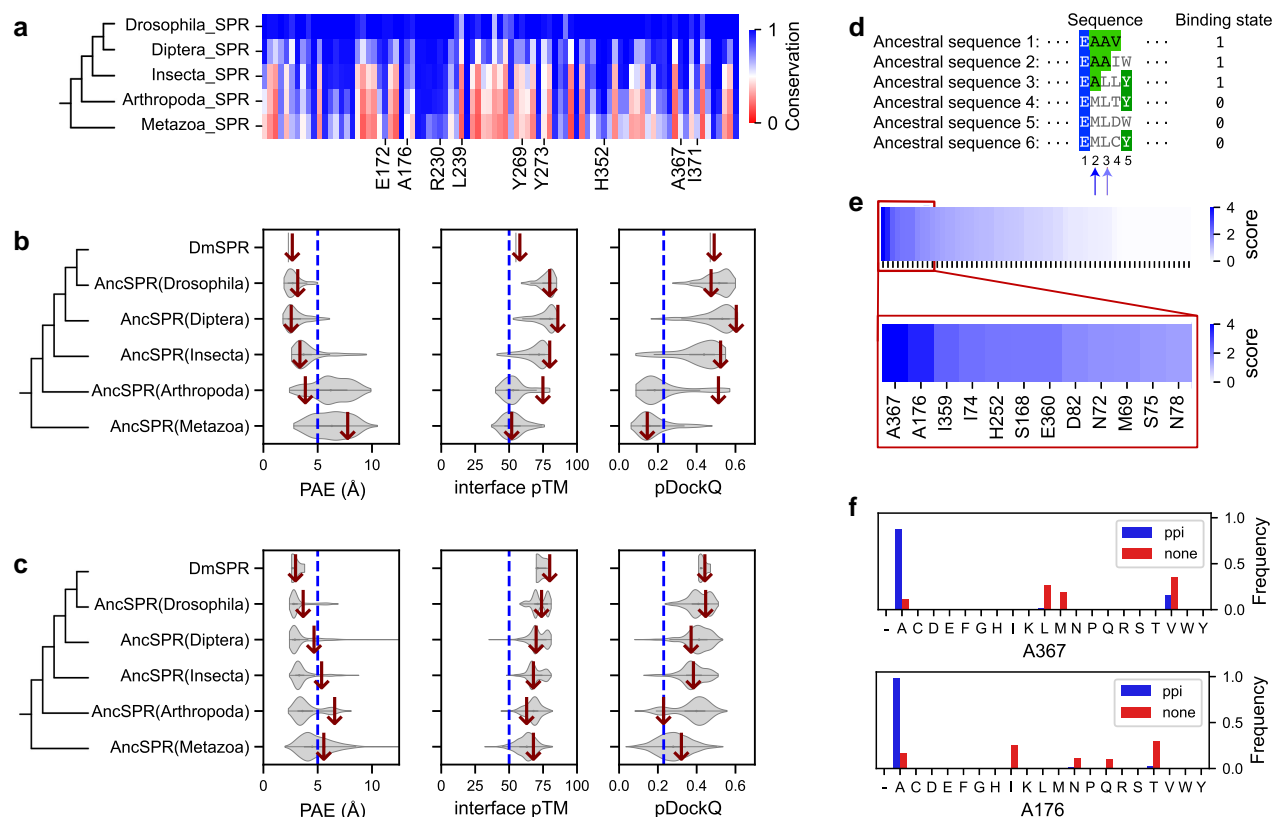 a
Drosophila_SPR
Diptera_SPR
Insecta_SPR
Arthropoda_SPR
Metazoa_SPR
1
0
Conservation
E172 A176 R230 L239 Y269 Y273 H352 A367 I371
b
DmSPR
AncSPR(Drosophila)
AncSPR(Diptera)
AncSPR(Insecta)
AncSPR(Arthropoda)
AncSPR(Metazoa)
0 5 10
PAE (Å)
0 25 50 75 100
interface pTM
0.0 0.2 0.4 0.6
pDockQ
c
DmSPR
AncSPR(Drosophila)
AncSPR(Diptera)
AncSPR(Insecta)
AncSPR(Arthropoda)
AncSPR(Metazoa)
0 5 10
PAE (Å)
0 25 50 75 100
interface pTM
0.0 0.2 0.4 0.6
pDockQ
d
Sequence Binding state
Ancestral sequence 1: ··· EAAV ··· 1
Ancestral sequence 2: ··· EAAIW ··· 1
Ancestral sequence 3: ··· EALLY ··· 1
Ancestral sequence 4: ··· EMLTY ··· 0
Ancestral sequence 5: ··· EMLDW ··· 0
Ancestral sequence 6: ··· EMLCY ··· 0
1 2 3 4 5
e
4
2
0
score
4
2
0
score
A367 A176 I359 I74 H252 S168 E360 D82 N72 M69 S75 N78
f
ppi
none
1.0
0.5
0.0
Frequency
- A C D E F G H I K L M N P Q R S T V W Y
A367
ppi
none
1.0
0.5
0.0
Frequency
- A C D E F G H I K L M N P Q R S T V W Y
A176